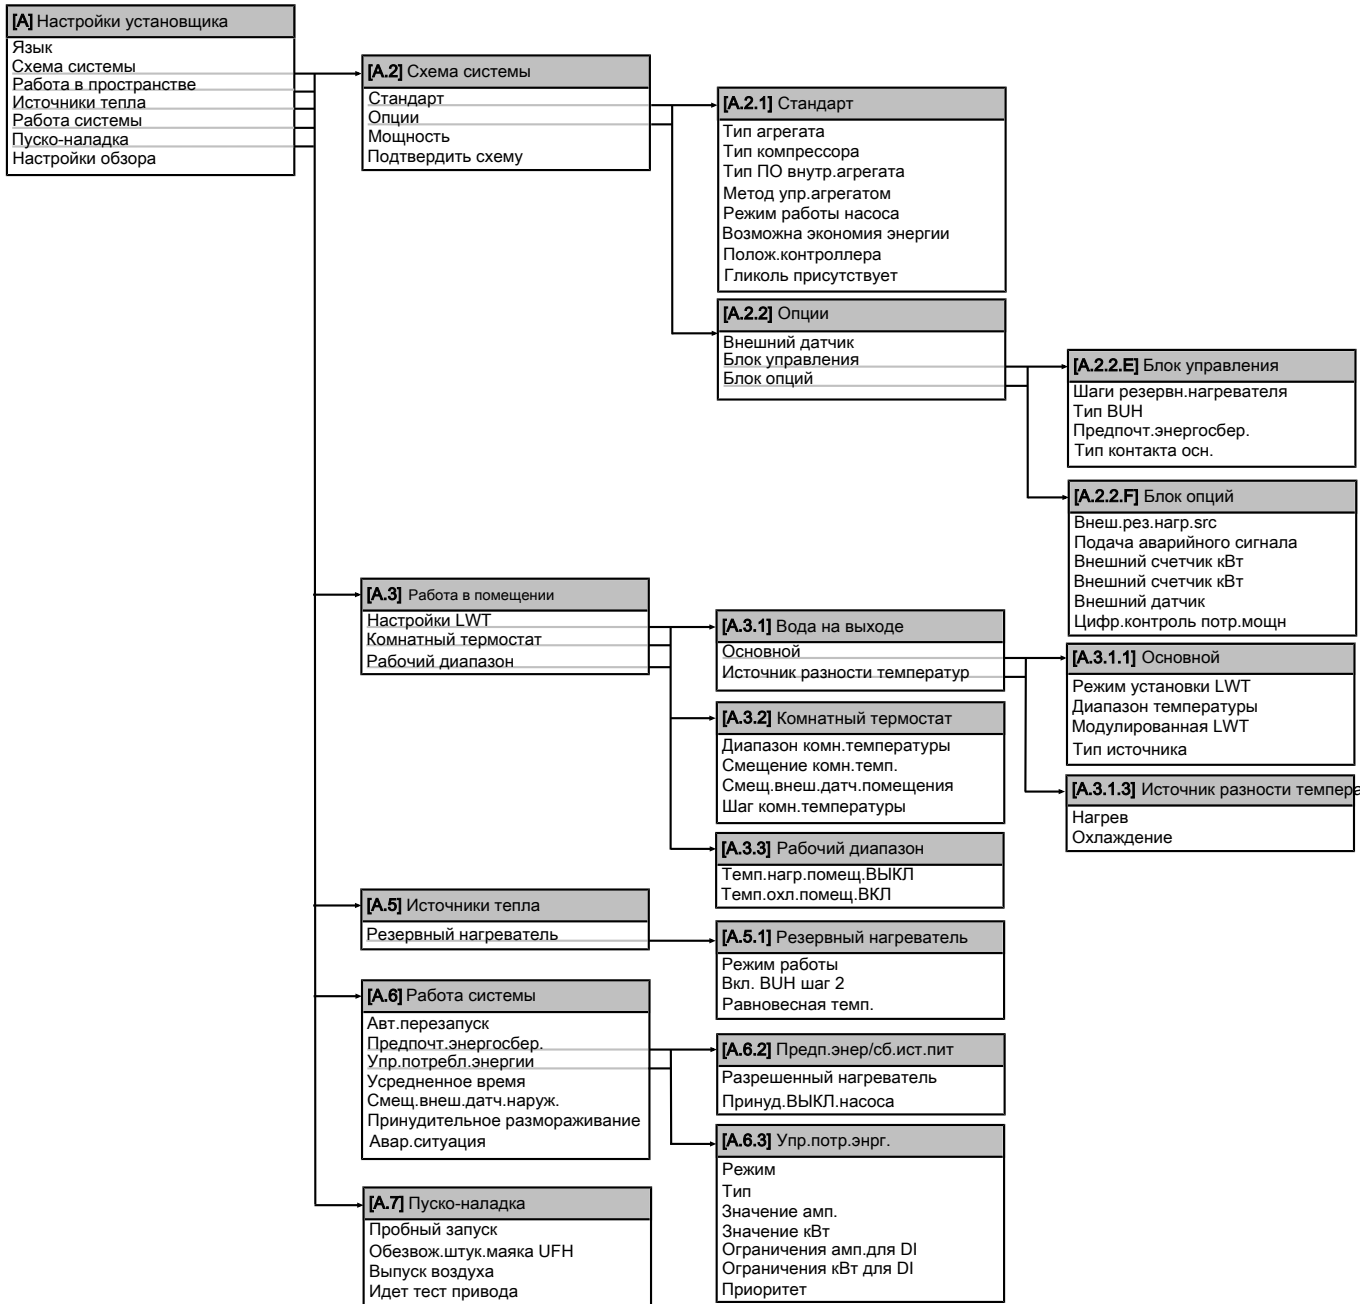 [A] Настройки установщика
Язык
Схема системы
Работа в пространстве
Источники тепла
Работа системы
Пуско-наладка
Настройки обзора
[A.2] Схема системы
Стандарт
Опции
Мощность
Подтвердить схему
[A.2.1] Стандарт
Тип агрегата
Тип компрессора
Тип ПО внутр.агрегата
Метод упр.агрегатом
Режим работы насоса
Возможна экономия энергии
Полож.контроллера
Гликоль присутствует
[A.2.2] Опции
Внешний датчик
Блок управления
Блок опций
[A.2.2.E] Блок управления
Шаги резервн.нагревателя
Тип BUH
Предпочт.энергосбер.
Тип контакта осн.
[A.2.2.F] Блок опций
Внеш.рез.нагр.src
Подача аварийного сигнала
Внешний счетчик кВт
Внешний счетчик кВт
Внешний датчик
Цифр.контроль потр.мощн
[A.3] Работа в помещении
Настройки LWT
Комнатный термостат
Рабочий диапазон
[A.3.1] Вода на выходе
Основной
Источник разности температур
[A.3.1.1] Основной
Режим установки LWT
Диапазон температуры
Модулированная LWT
Тип источника
[A.3.1.3] Источник разности темпера
Нагрев
Охлаждение
[A.3.2] Комнатный термостат
Диапазон комн.температуры
Смещение комн.темп.
Смещ.внеш.датч.помещения
Шаг комн.температуры
[A.3.3] Рабочий диапазон
Темп.нагр.помещ.ВЫКЛ
Темп.охл.помещ.ВКЛ
[A.5] Источники тепла
Резервный нагреватель
[A.5.1] Резервный нагреватель
Режим работы
Вкл. BUH шаг 2
Равновесная темп.
[A.6] Работа системы
Авт.перезапуск
Предпочт.энергосбер.
Упр.потребл.энергии
Усредненное время
Смещ.внеш.датч.наруж.
Принудительное размораживание
Авар.ситуация
[A.6.2] Предп.энер/сб.ист.пит
Разрешенный нагреватель
Принуд.ВЫКЛ.насоса
[A.6.3] Упр.потр.энрг.
Режим
Тип
Значение амп.
Значение кВт
Ограничения амп.для DI
Ограничения кВт для DI
Приоритет
[A.7] Пуско-наладка
Пробный запуск
Обезвож.штук.маяка UFH
Выпуск воздуха
Идет тест привода